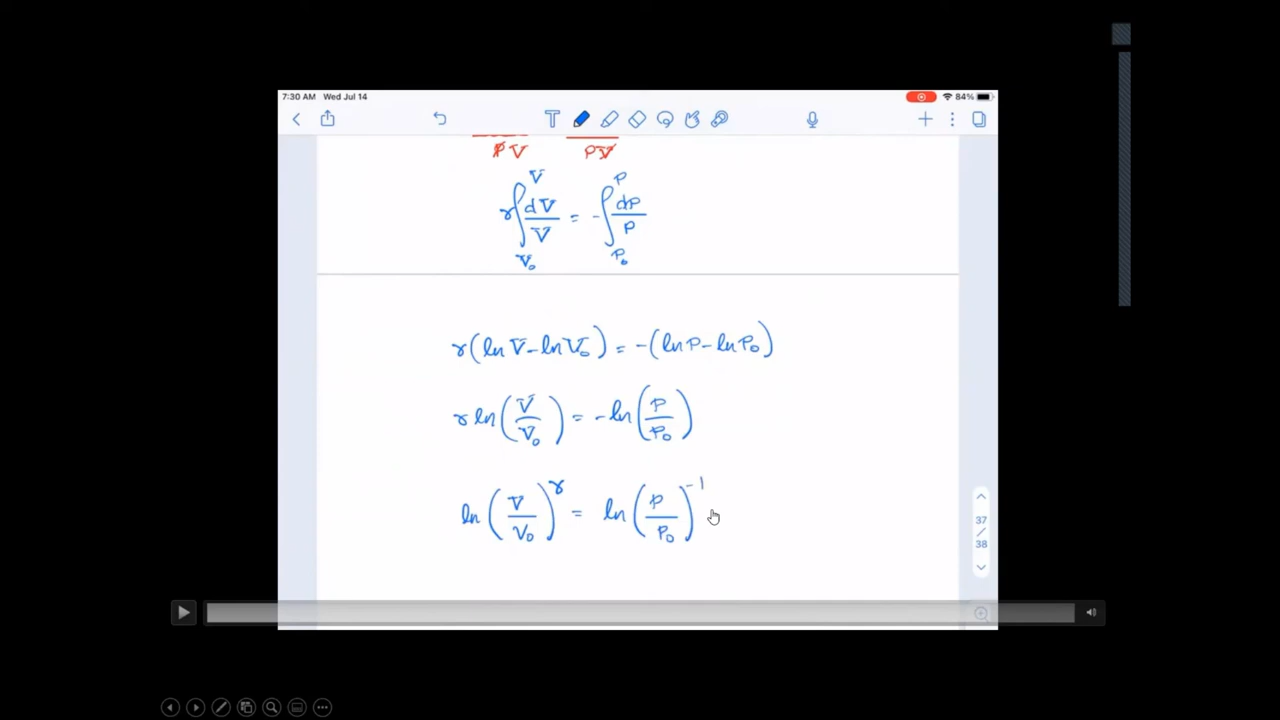 7:30 AM Wed Jul 14 84%
PV PV
γ∫_{V₀}^{V} dV/V = -∫_{P₀}^{P} dP/P
γ(ln V - ln V₀) = -(ln P - ln P₀)
γ ln(V/V₀) = -ln(P/P₀)
ln(V/V₀)^γ = ln(P/P₀)^-1
37
/
38